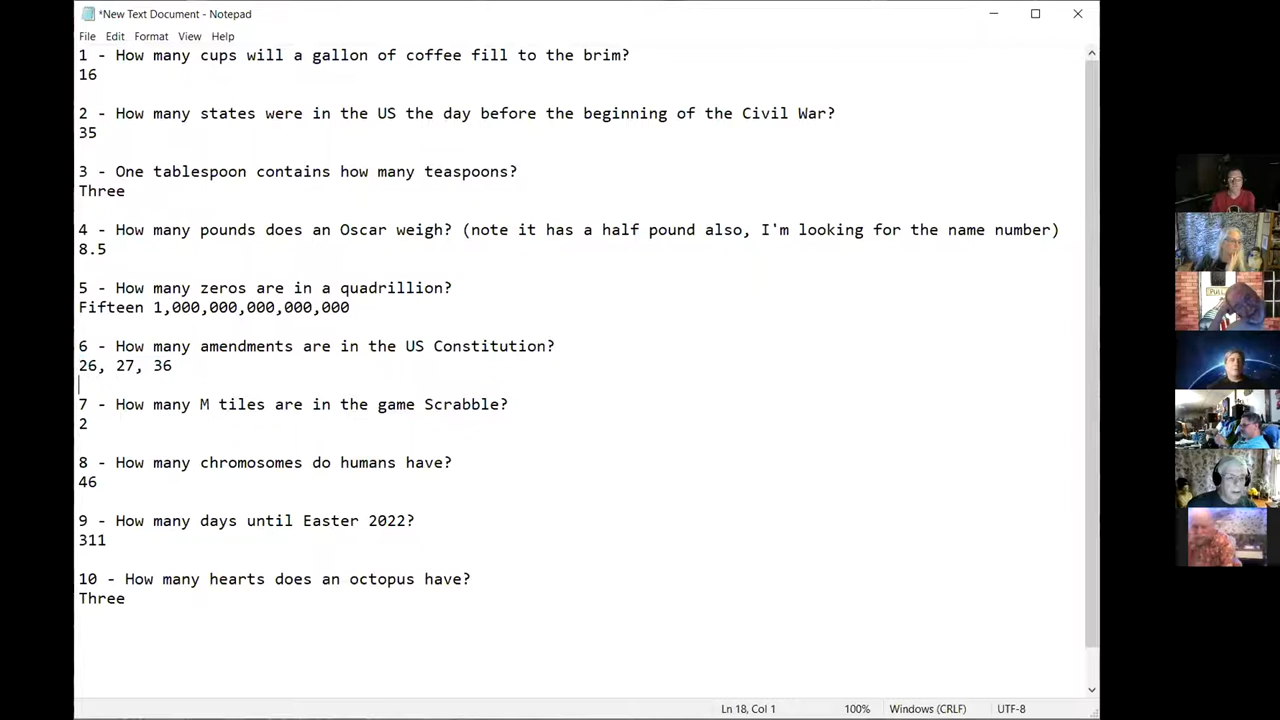 *New Text Document - Notepad
File Edit Format View Help
1 - How many cups will a gallon of coffee fill to the brim?
16
2 - How many states were in the US the day before the beginning of the Civil War?
35
3 - One tablespoon contains how many teaspoons?
Three
4 - How many pounds does an Oscar weigh? (note it has a half pound also, I'm looking for the name number)
8.5
5 - How many zeros are in a quadrillion?
Fifteen 1,000,000,000,000,000
6 - How many amendments are in the US Constitution?
26, 27, 36
7 - How many M tiles are in the game Scrabble?
2
8 - How many chromosomes do humans have?
46
9 - How many days until Easter 2022?
311
10 - How many hearts does an octopus have?
Three
Ln 18, Col 1 100% Windows (CRLF) UTF-8